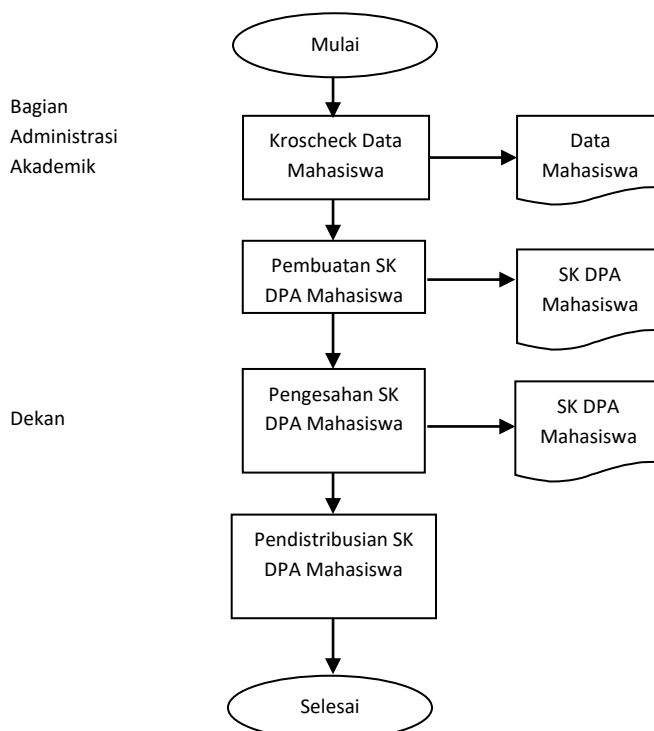 Mulai
Bagian
Administrasi
Akademik
Kroscheck Data
Mahasiswa
Data
Mahasiswa
Pembuatan SK
DPA Mahasiswa
SK DPA
Mahasiswa
Dekan
Pengesahan SK
DPA Mahasiswa
SK DPA
Mahasiswa
Pendistribusian SK
DPA Mahasiswa
Selesai